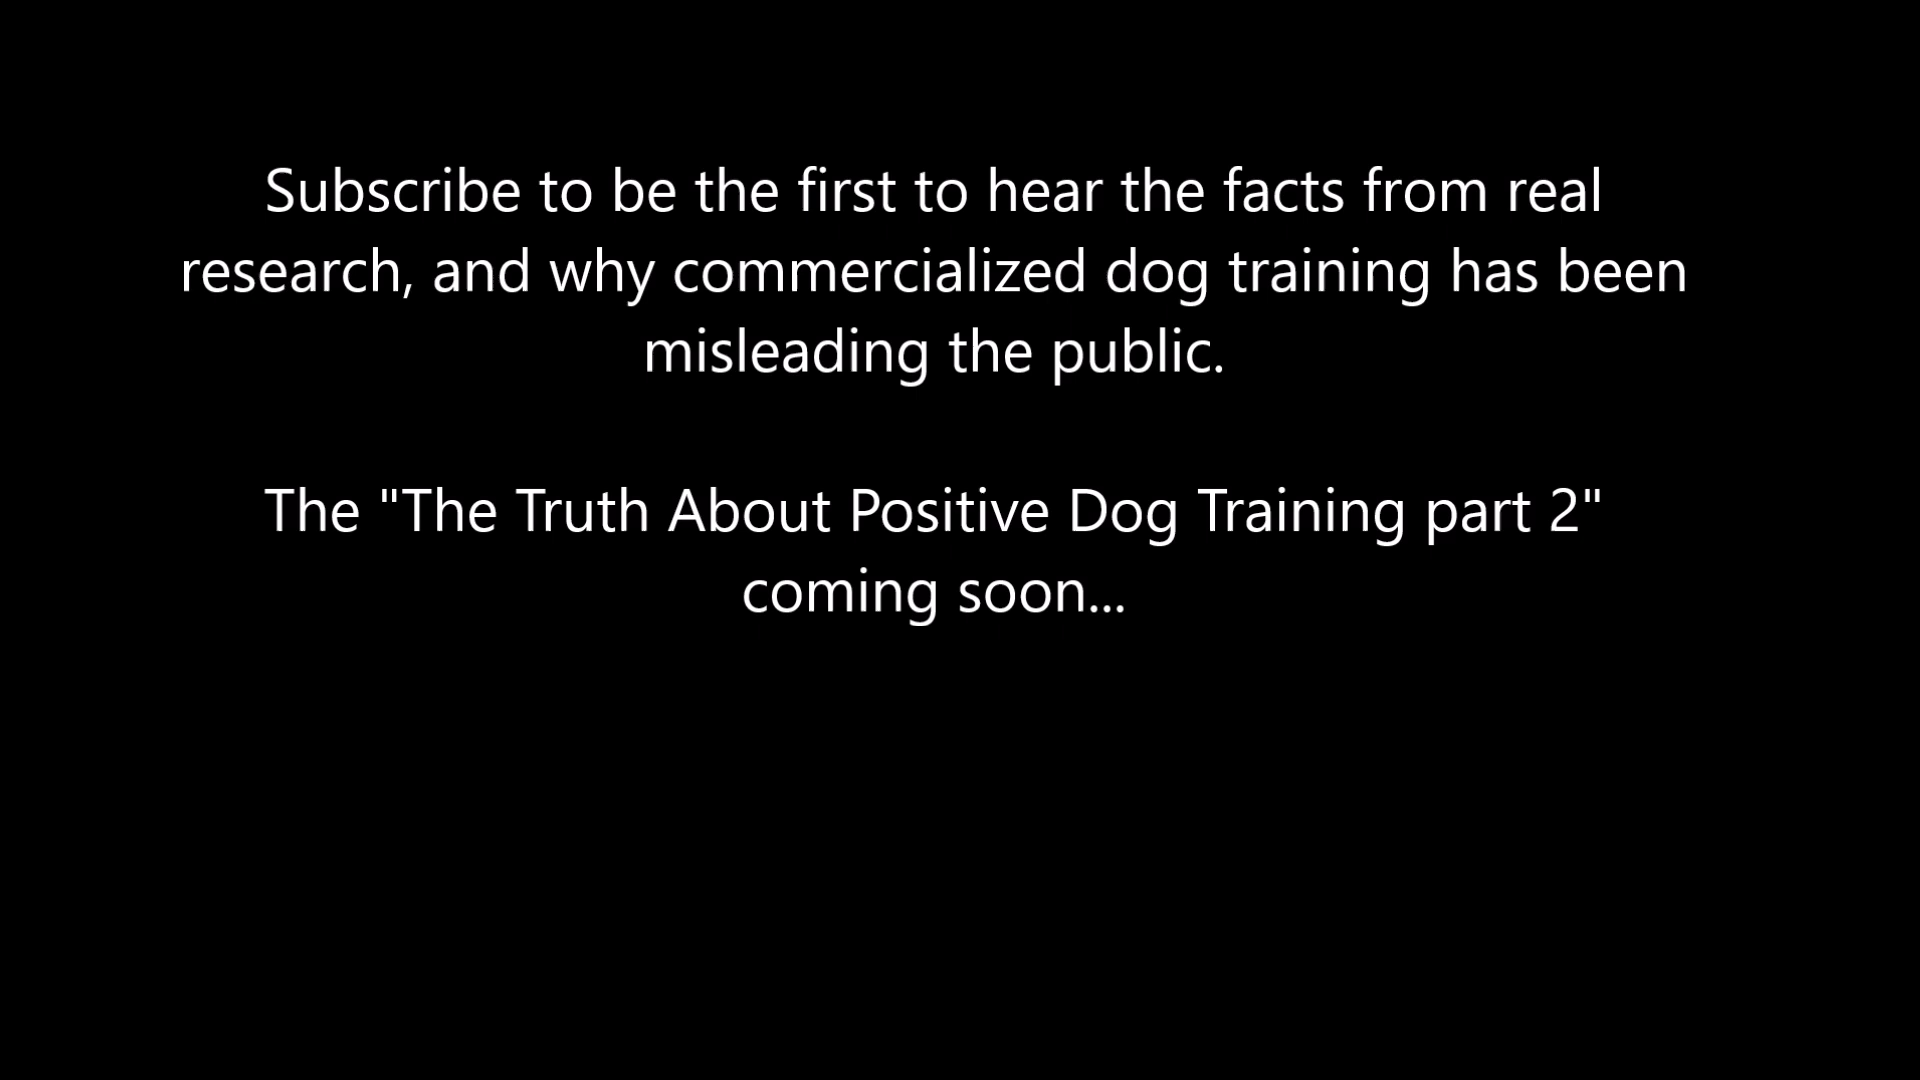 Subscribe to be the first to hear the facts from real
research, and why commercialized dog training has been
misleading the public.
The "The Truth About Positive Dog Training part 2"
coming soon...